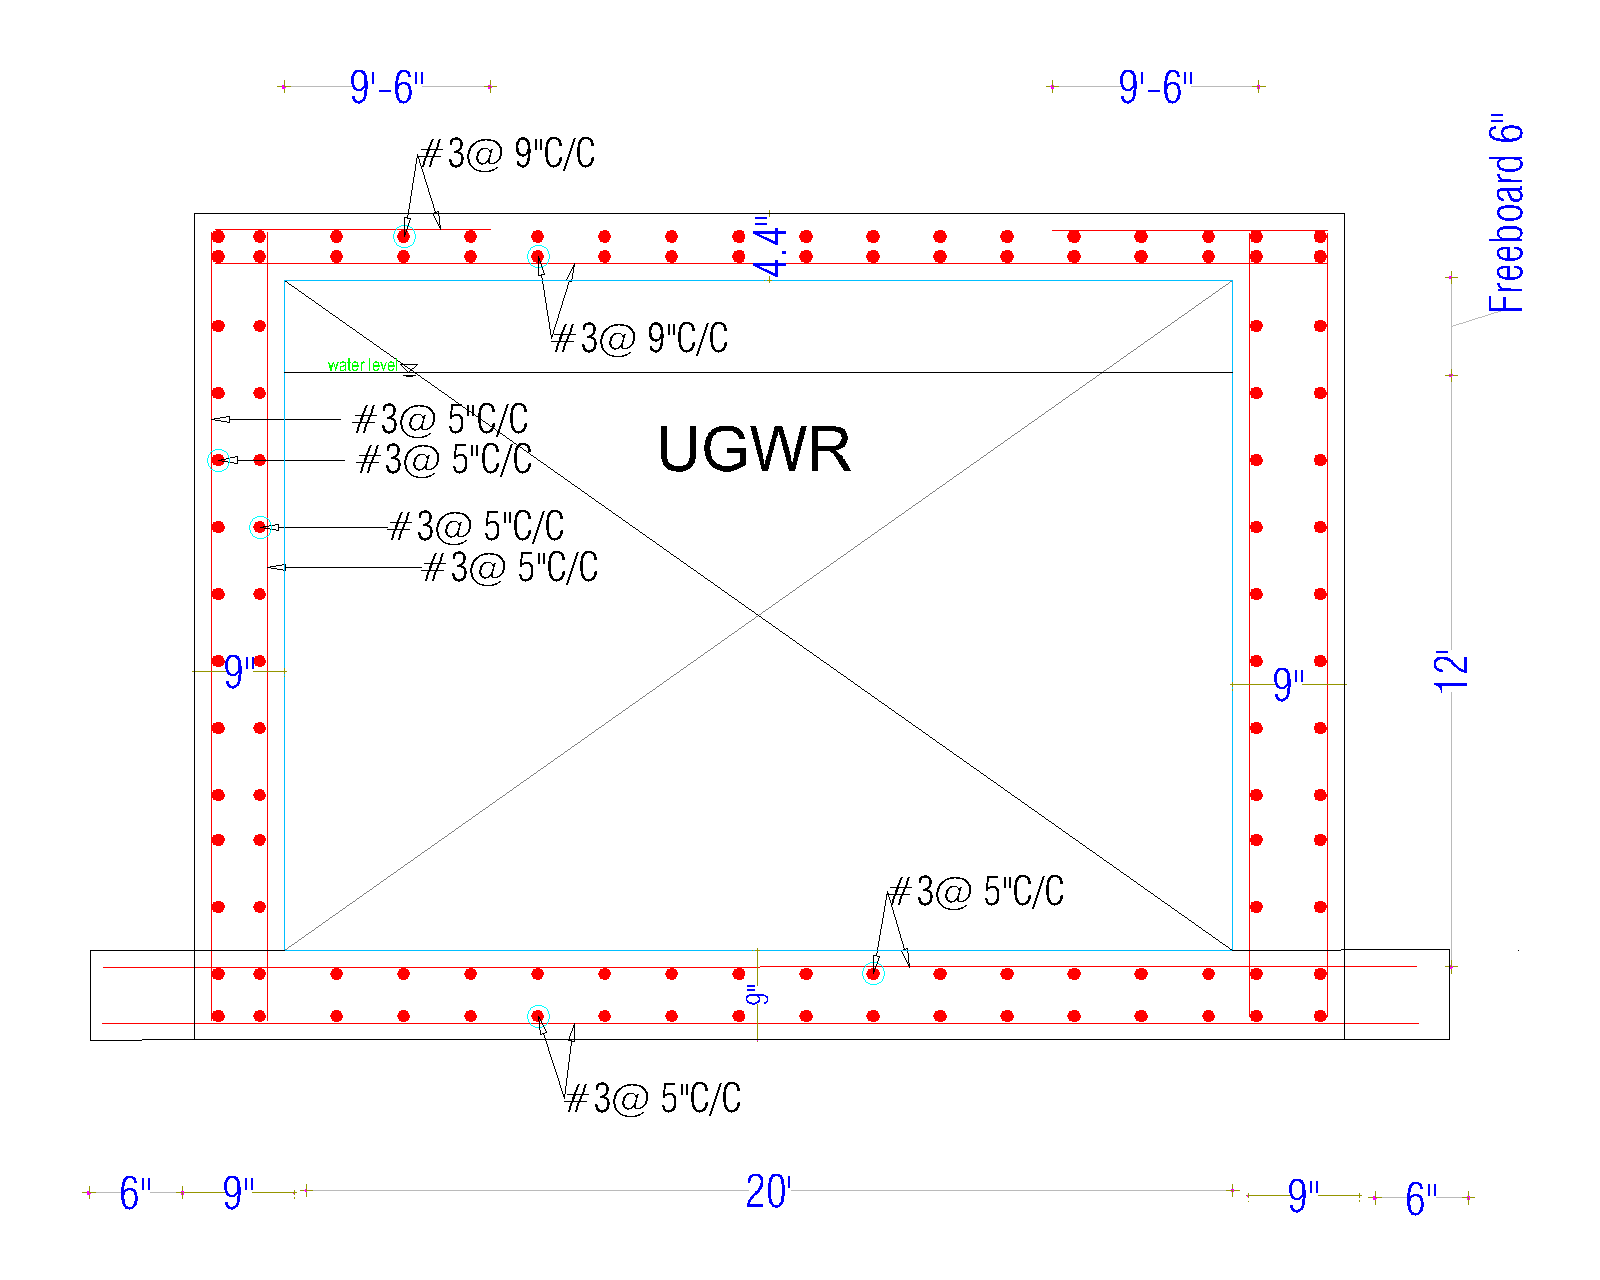 9'-6"
9'-6"
#3@ 9"C/C
Freeboard 6"
4.4"
#3@ 9"C/C
water level
#3@ 5"C/C
UGWR
#3@ 5"C/C
#3@ 5"C/C
#3@ 5"C/C
9"
9"
12'
#3@ 5"C/C
9"
#3@ 5"C/C
6"
9"
20'
9"
6"